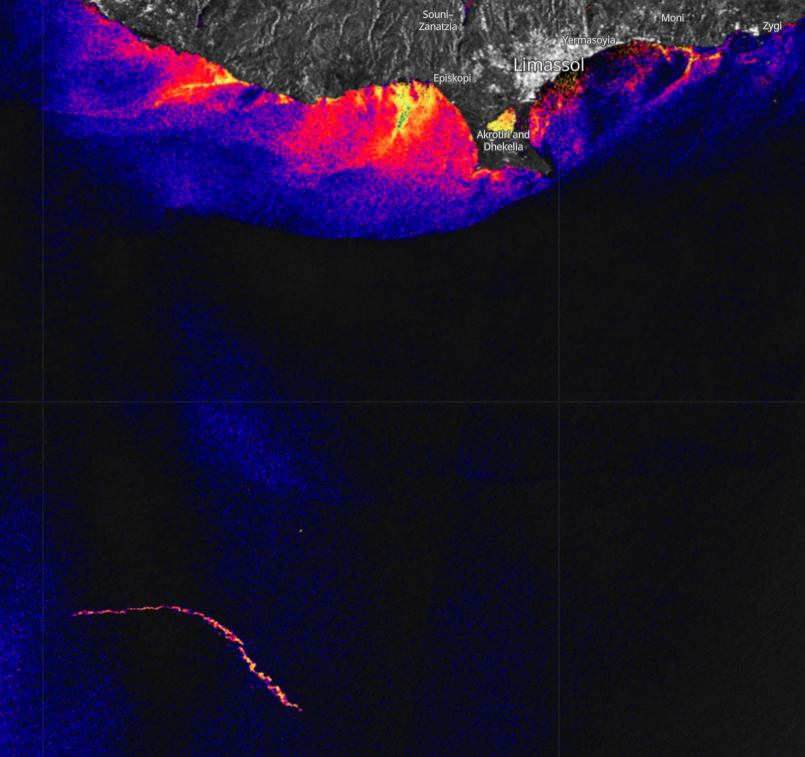 Souni–
Zanatzia
Moni
Zygi
Yermasoyia
Limassol
Episkopi
Akrotiri and
Dhekelia